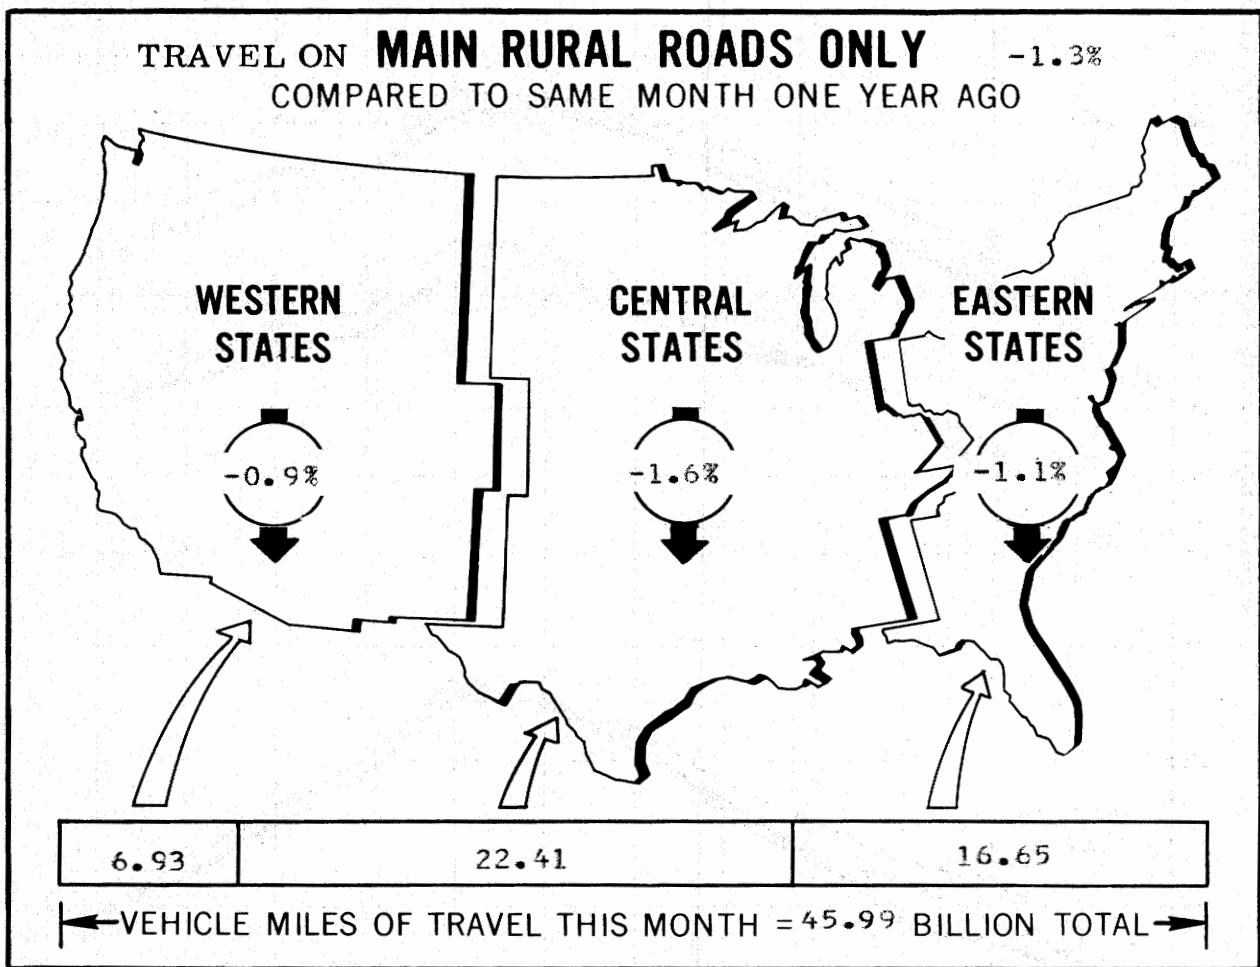 TRAVEL ON MAIN RURAL ROADS ONLY -1.3%
COMPARED TO SAME MONTH ONE YEAR AGO
WESTERN
STATES
-0.9%
CENTRAL
STATES
-1.6%
EASTERN
STATES
-1.1%
6.93 22.41 16.65
VEHICLE MILES OF TRAVEL THIS MONTH = 45.99 BILLION TOTAL